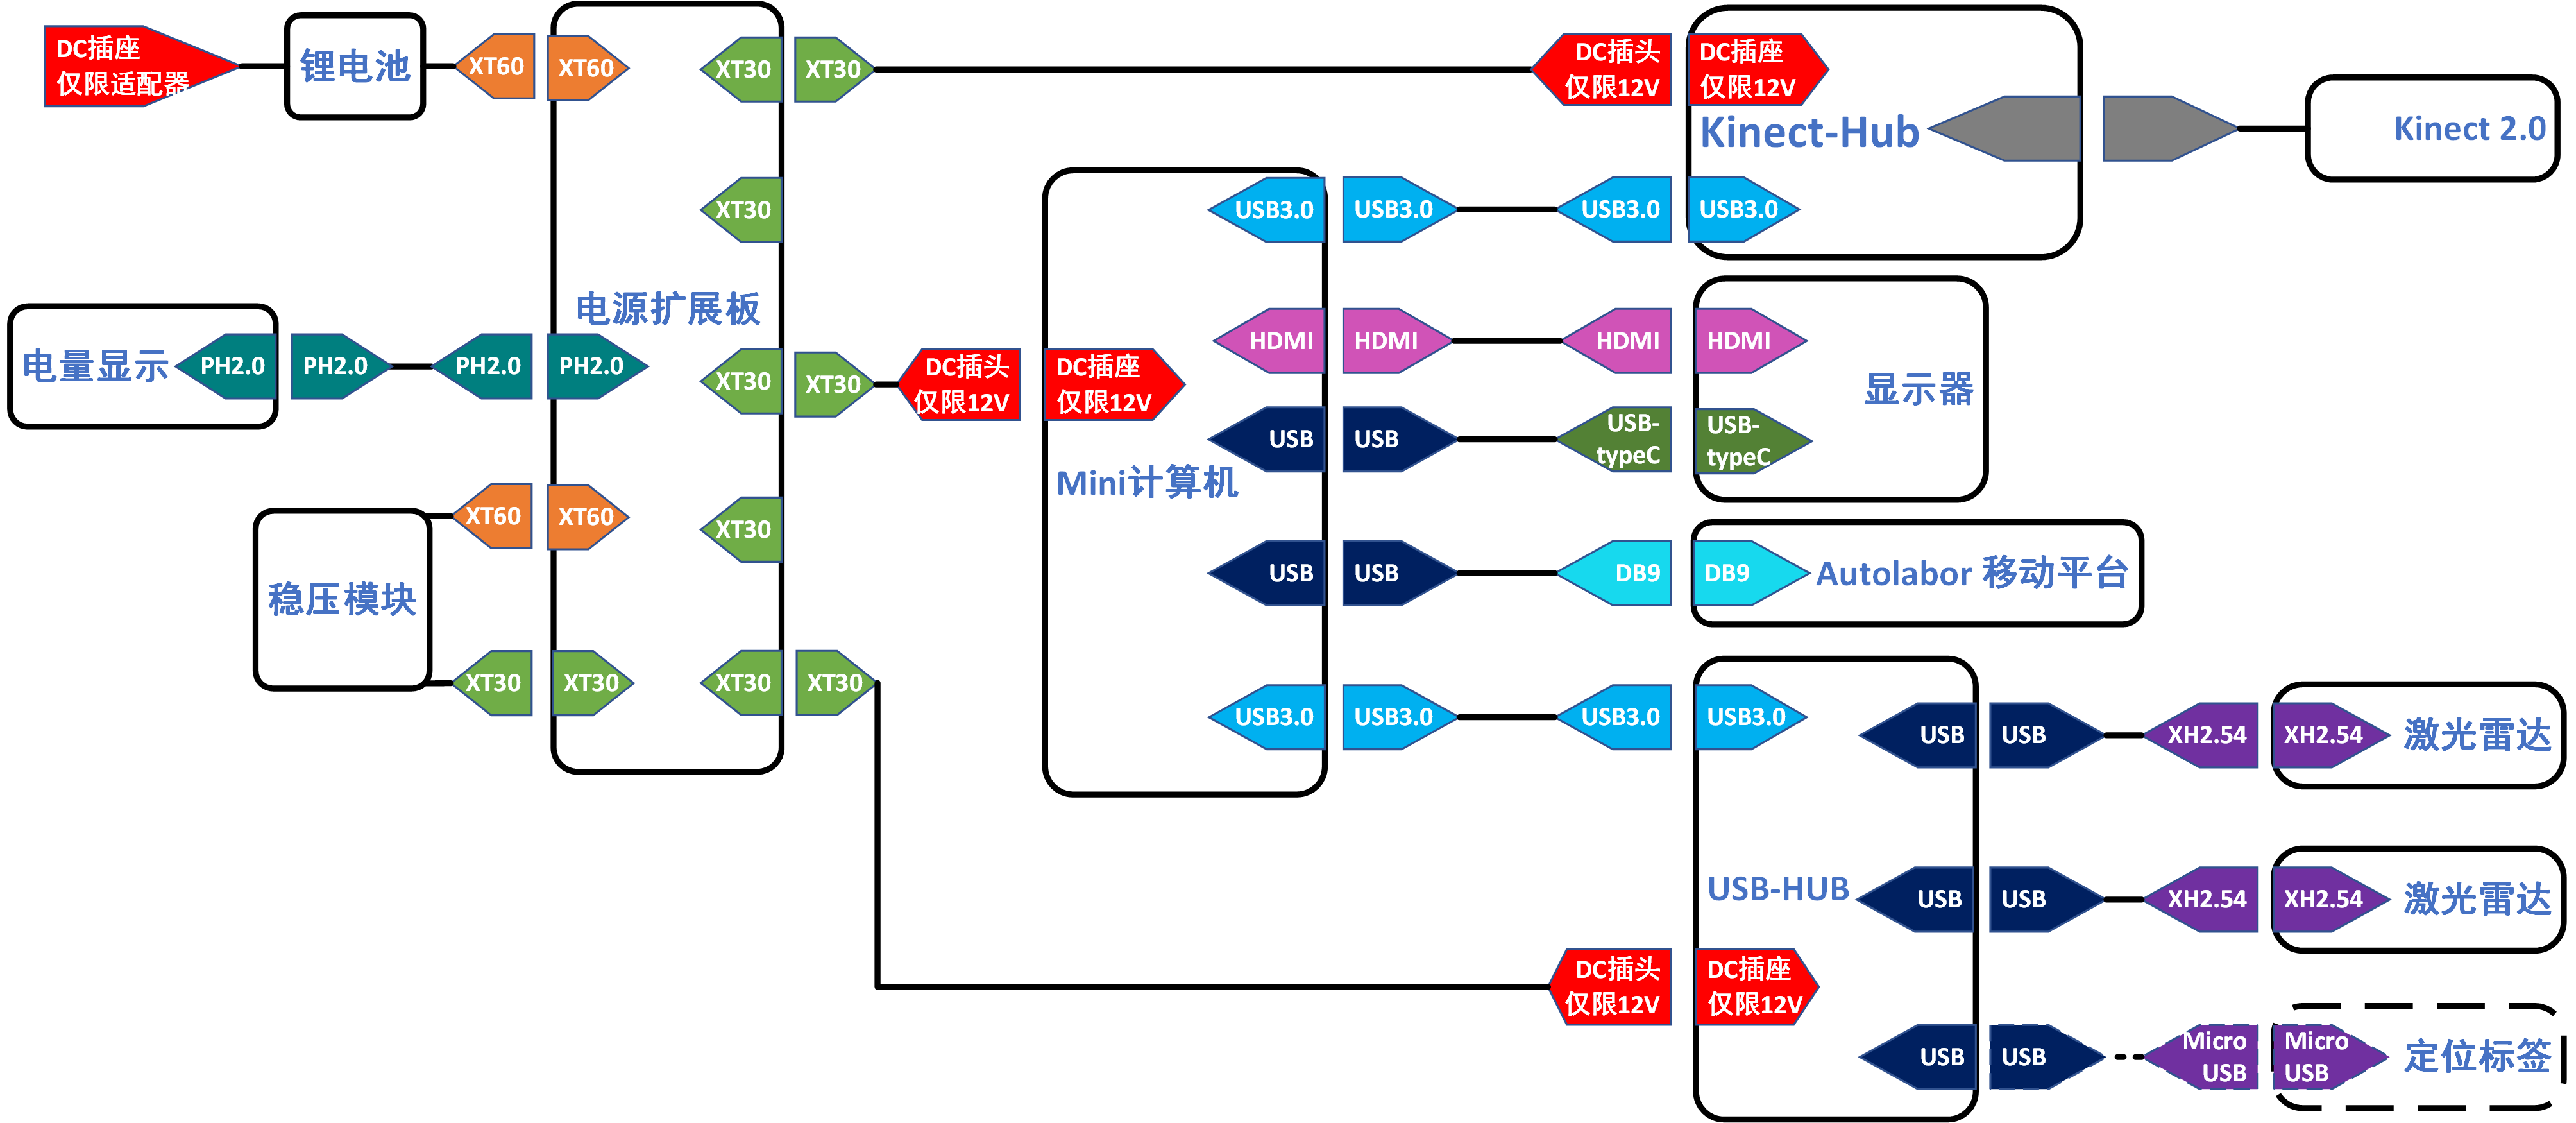 DC插座
仅限适配器
锂电池
XT60
XT60
XT30
XT30
DC插头
仅限12V
DC插座
仅限12V
Kinect-Hub
Kinect 2.0
XT30
USB3.0
USB3.0
USB3.0
USB3.0
电源扩展板
电量显示
PH2.0
PH2.0
PH2.0
PH2.0
XT30
XT30
DC插头
仅限12V
DC插座
仅限12V
Mini计算机
HDMI
HDMI
HDMI
HDMI
显示器
USB
USB
USB-
typeC
USB-
typeC
XT60
XT60
XT30
稳压模块
USB
USB
DB9
DB9
Autolabor 移动平台
XT30
XT30
XT30
XT30
USB3.0
USB3.0
USB3.0
USB3.0
USB
USB
XH2.54
XH2.54
激光雷达
USB-HUB
USB
USB
XH2.54
XH2.54
激光雷达
DC插头
仅限12V
DC插座
仅限12V
USB
USB
Micro
USB
Micro
USB
定位标签